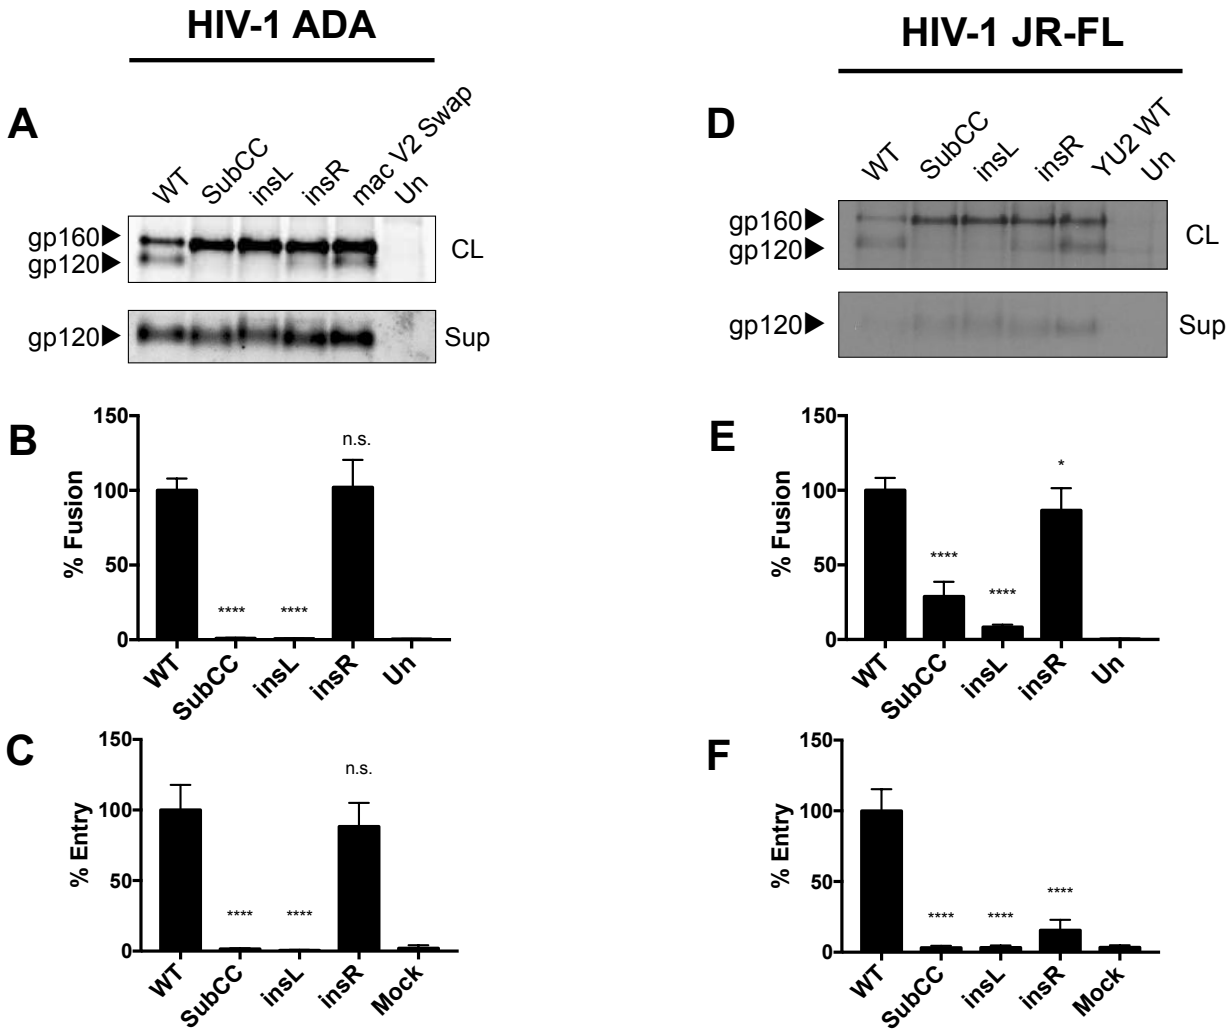 HIV-1 ADA
A
WT SubCC insL insR mac V2 Swap Un
gp160
gp120
CL
gp120
Sup
B
% Fusion
150
100
50
0
**** **** n.s.
WT SubCC insL insR Un
C
% Entry
150
100
50
0
**** **** n.s.
WT SubCC insL insR Mock
HIV-1 JR-FL
D
WT SubCC insL insR YU2 WT Un
gp160
gp120
CL
gp120
Sup
E
% Fusion
150
100
50
0
**** **** *
WT SubCC insL insR Un
F
% Entry
150
100
50
0
**** **** ****
WT SubCC insL insR Mock